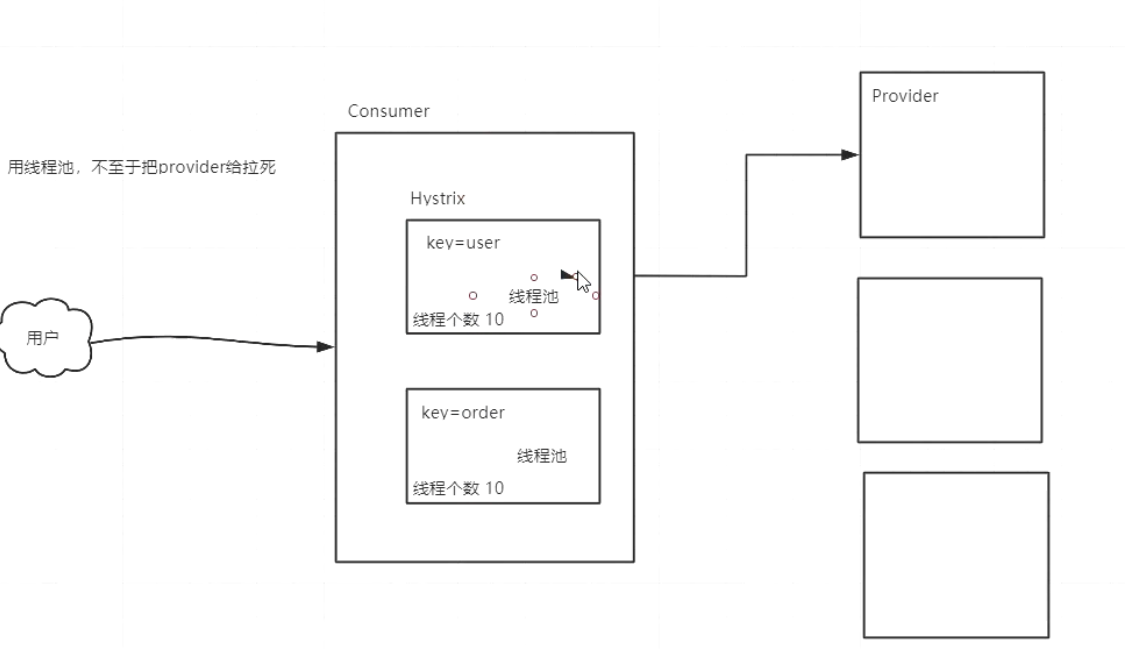 Provider
Consumer
用线程池，不至于把provider给拉死
Hystrix
key=user
线程池
线程个数 10
用户
key=order
线程池
线程个数 10